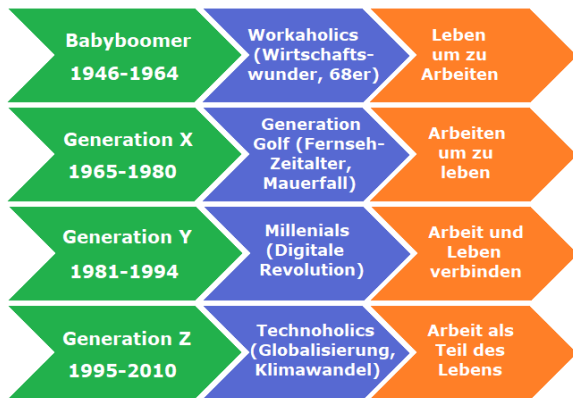 Babyboomer
1946-1964
Workaholics
(Wirtschafts-
wunder, 68er)
Leben
um zu
Arbeiten
Generation X
1965-1980
Generation
Golf (Fernseh-
Zeitalter,
Mauerfall)
Arbeiten
um zu
leben
Generation Y
1981-1994
Millenials
(Digitale
Revolution)
Arbeit und
Leben
verbinden
Generation Z
1995-2010
Technoholics
(Globalisierung,
Klimawandel)
Arbeit als
Teil des
Lebens